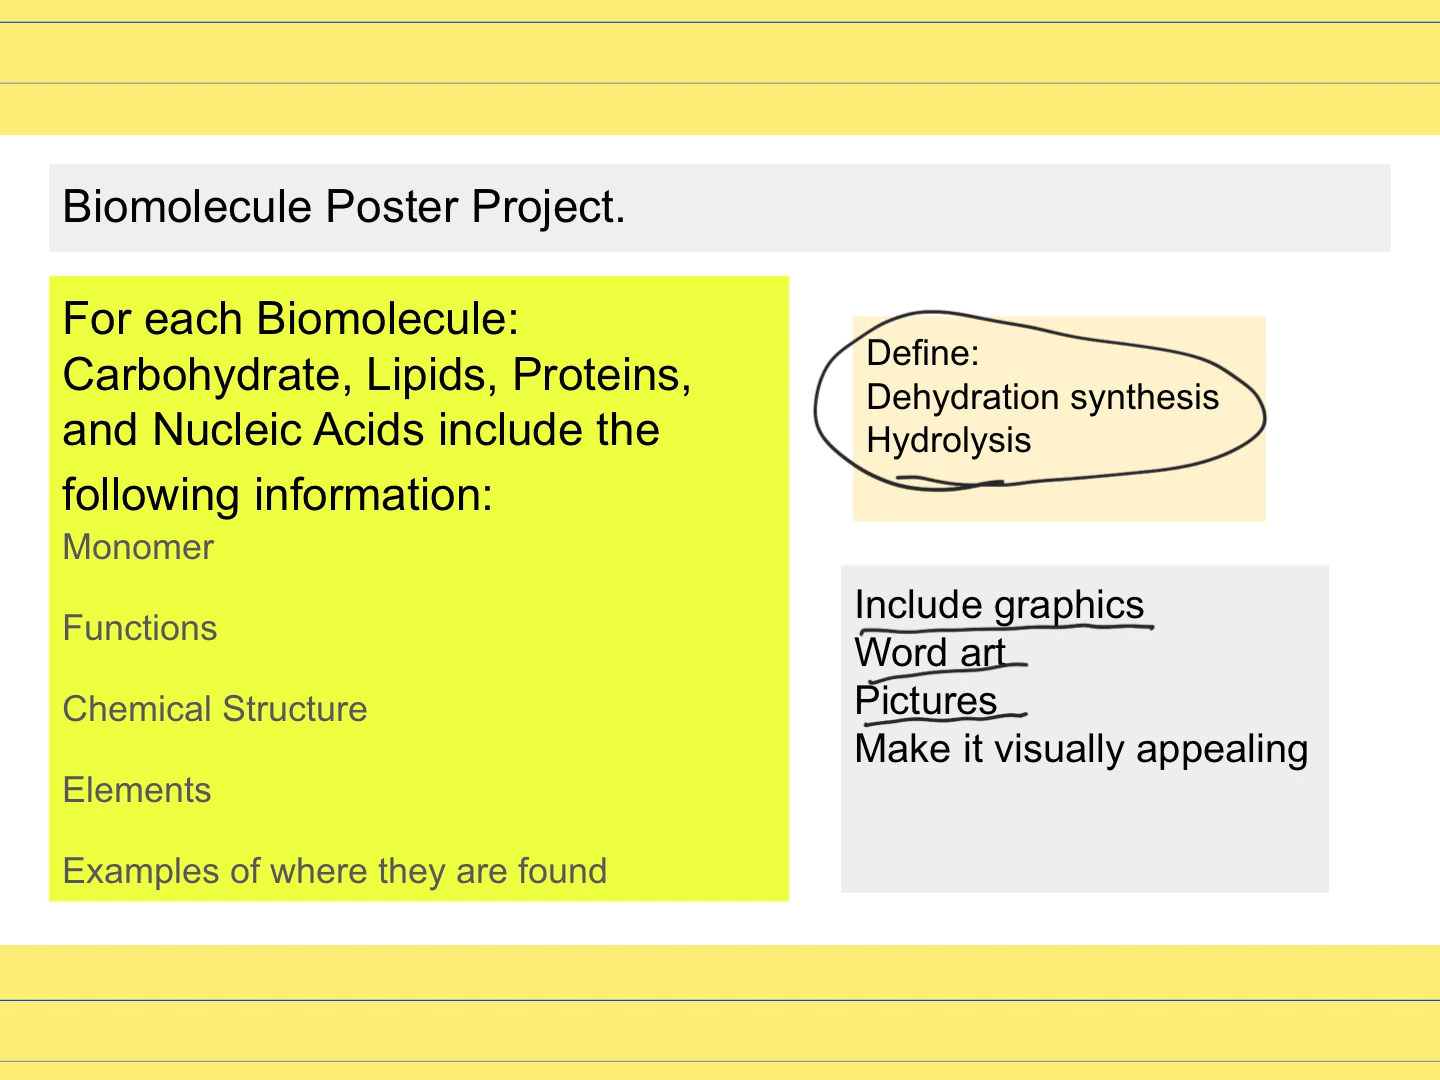 Biomolecule Poster Project.
For each Biomolecule:
Carbohydrate, Lipids, Proteins,
and Nucleic Acids include the
following information:
Monomer
Functions
Chemical Structure
Elements
Examples of where they are found
Define:
Dehydration synthesis
Hydrolysis
Include graphics
Word art
Pictures
Make it visually appealing